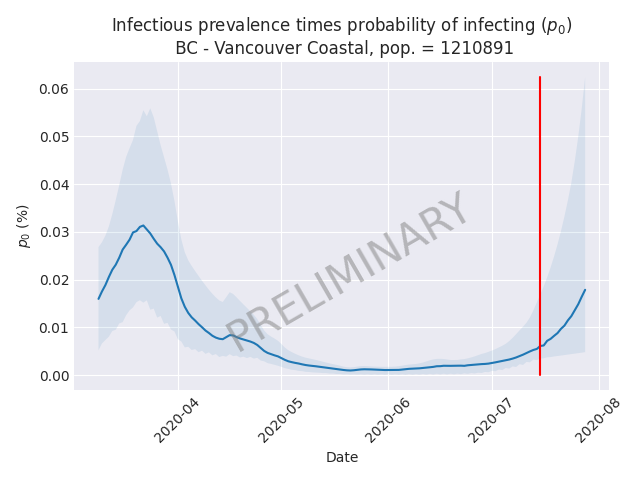 Infectious prevalence times probability of infecting (p₀)
BC - Vancouver Coastal, pop. = 1210891
0.06
0.05
0.04
0.03
0.02
0.01
0.00
p₀ (%)
PRELIMINARY
2020-04
2020-05
2020-06
2020-07
2020-08
Date